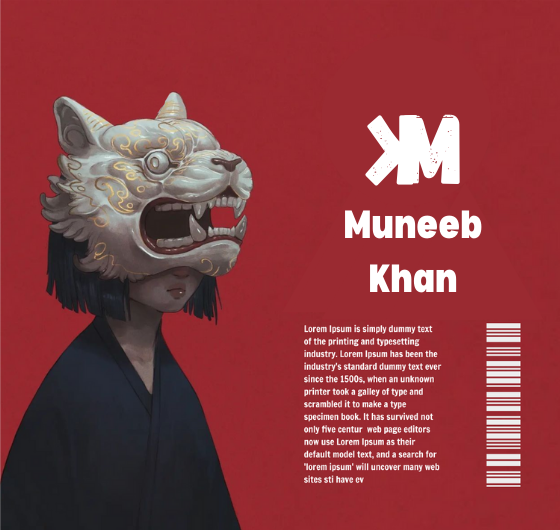 KM
Muneeb
Khan
Lorem Ipsum is simply dummy text
of the printing and typesetting
industry. Lorem Ipsum has been the
industry's standard dummy text ever
since the 1500s, when an unknown
printer took a galley of type and
scrambled it to make a type
specimen book. It has survived not
only five centur web page editors
now use Lorem Ipsum as their
default model text, and a search for
'lorem ipsum' will uncover many web
sites sti have ev